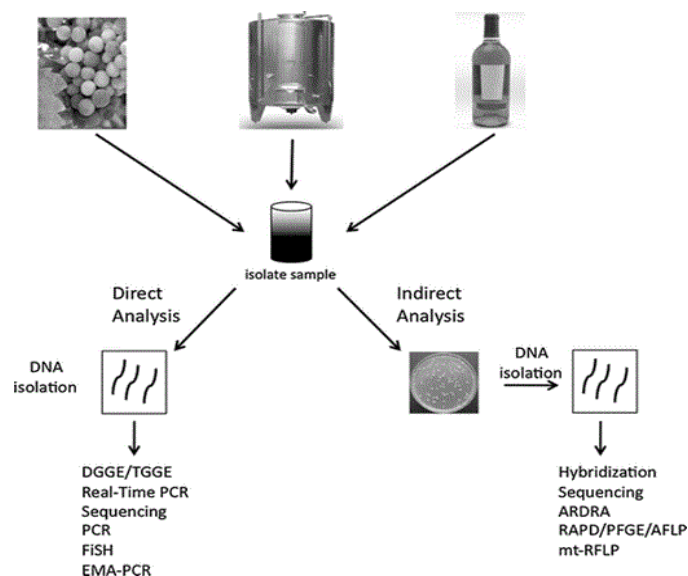 isolate sample
Direct
Analysis
Indirect
Analysis
DNA
isolation
DNA
isolation
DGGE/TGGE
Real-Time PCR
Sequencing
PCR
FiSH
EMA-PCR
Hybridization
Sequencing
ARDRA
RAPD/PFGE/AFLP
mt-RFLP